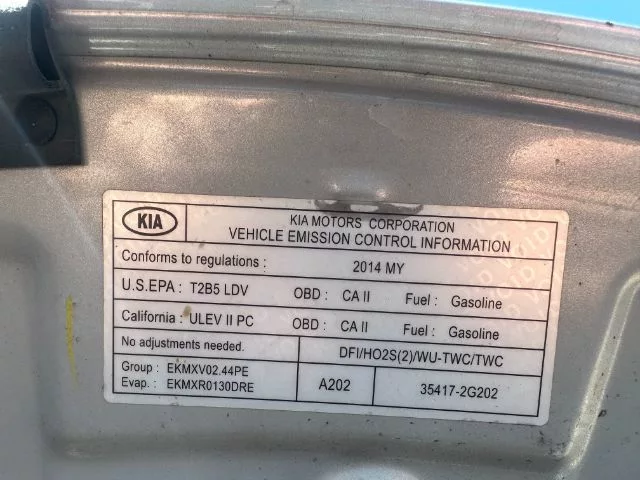 KIA
KIA MOTORS CORPORATION
VEHICLE EMISSION CONTROL INFORMATION
Conforms to regulations : 2014 MY
U.S.EPA : T2B5 LDV OBD : CA II Fuel : Gasoline
California : ULEV II PC OBD : CA II Fuel : Gasoline
No adjustments needed. DFI/HO2S(2)/WU-TWC/TWC
Group : EKMXV02.44PE
Evap. : EKMXR0130DRE
A202
35417-2G202